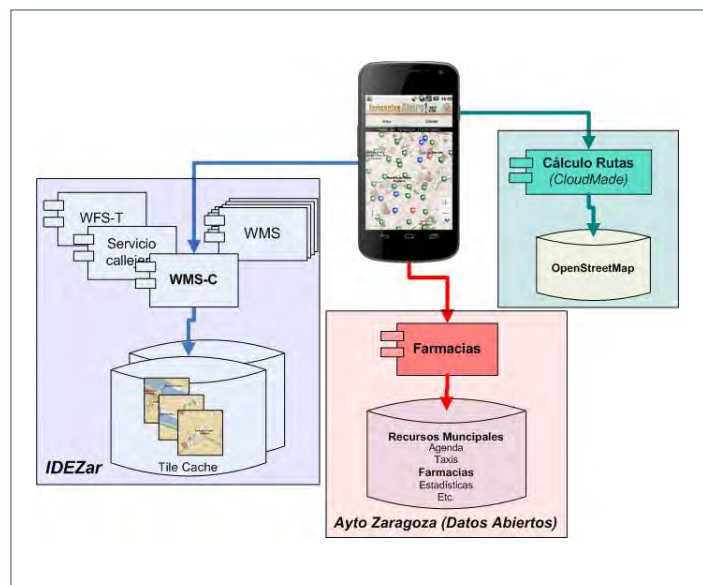 Cálculo Rutas
(CloudMade)
OpenStreetMap
WFS-T
Servicio
callejer
WMS
WMS-C
Tile Cache
IDEZar
Farmacias
Recursos Muncipales
Agenda
Taxis
Farmacias
Estadísticas
Etc.
Ayto Zaragoza (Datos Abiertos)